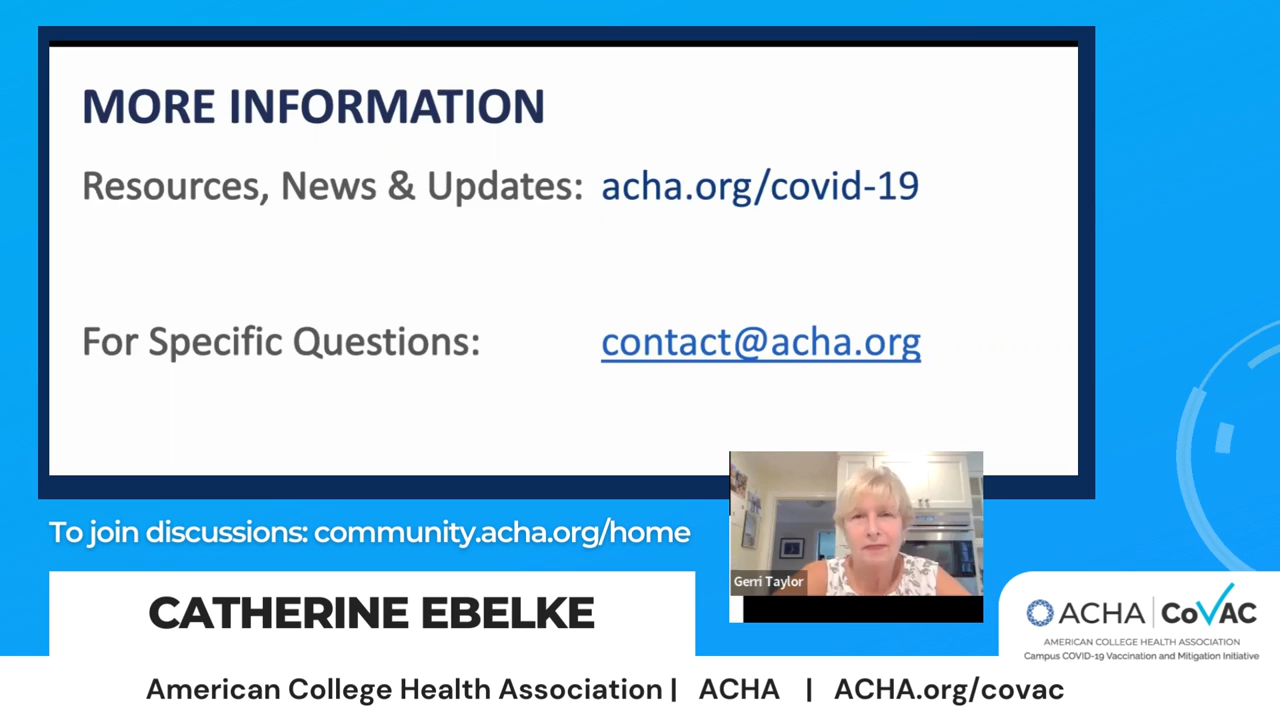 MORE INFORMATION
Resources, News & Updates: acha.org/covid-19
For Specific Questions: contact@acha.org
To join discussions: community.acha.org/home
Gerri Taylor
CATHERINE EBELKE
ACHA | CoVAC
AMERICAN COLLEGE HEALTH ASSOCIATION
Campus COVID-19 Vaccination and Mitigation Initiative
American College Health Association | ACHA | ACHA.org/covac